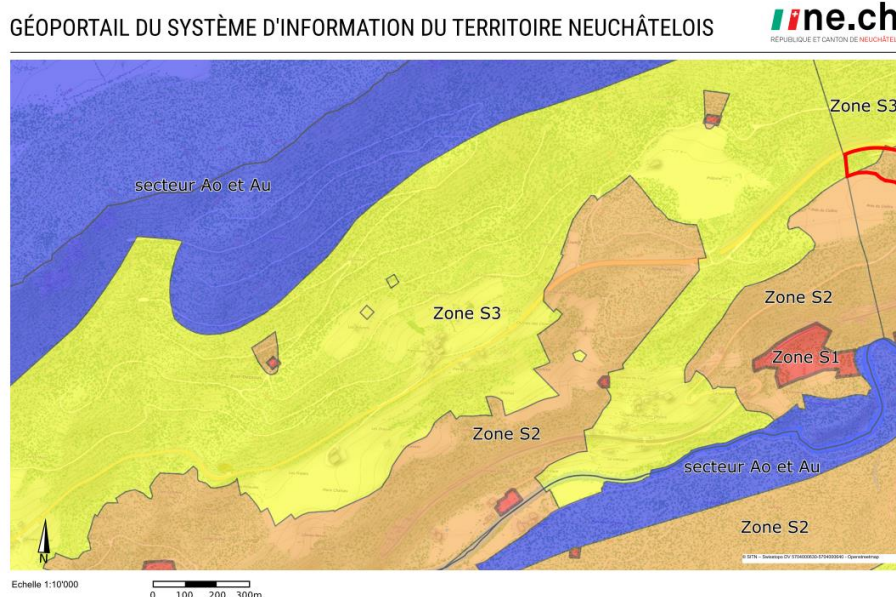 GÉOPORTAIL DU SYSTÈME D'INFORMATION DU TERRITOIRE NEUCHÂTELOIS
ne.ch
RÉPUBLIQUE ET CANTON DE NEUCHÂTEL
Zone S3
secteur Ao et Au
Zone S2
Zone S3
Zone S1
Zone S2
secteur Ao et Au
Zone S2
N
Echelle 1:10'000
0 100 200 300m